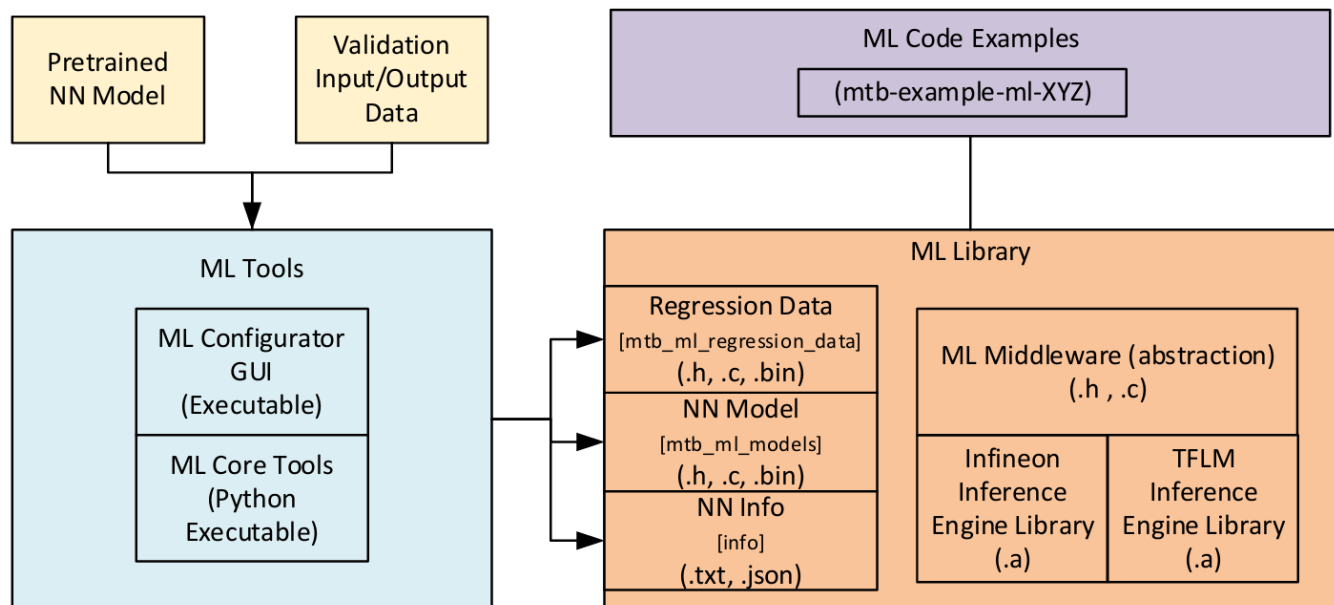 Pretrained
NN Model
Validation
Input/Output
Data
ML Code Examples
(mtb-example-ml-XYZ)
ML Tools
ML Configurator
GUI
(Executable)
ML Core Tools
(Python
Executable)
ML Library
Regression Data
[mtb_ml_regression_data]
(.h, .c, .bin)
NN Model
[mtb_ml_models]
(.h, .c, .bin)
NN Info
[info]
(.txt, .json)
ML Middleware (abstraction)
(.h , .c)
Infineon
Inference
Engine Library
(.a)
TFLM
Inference
Engine Library
(.a)